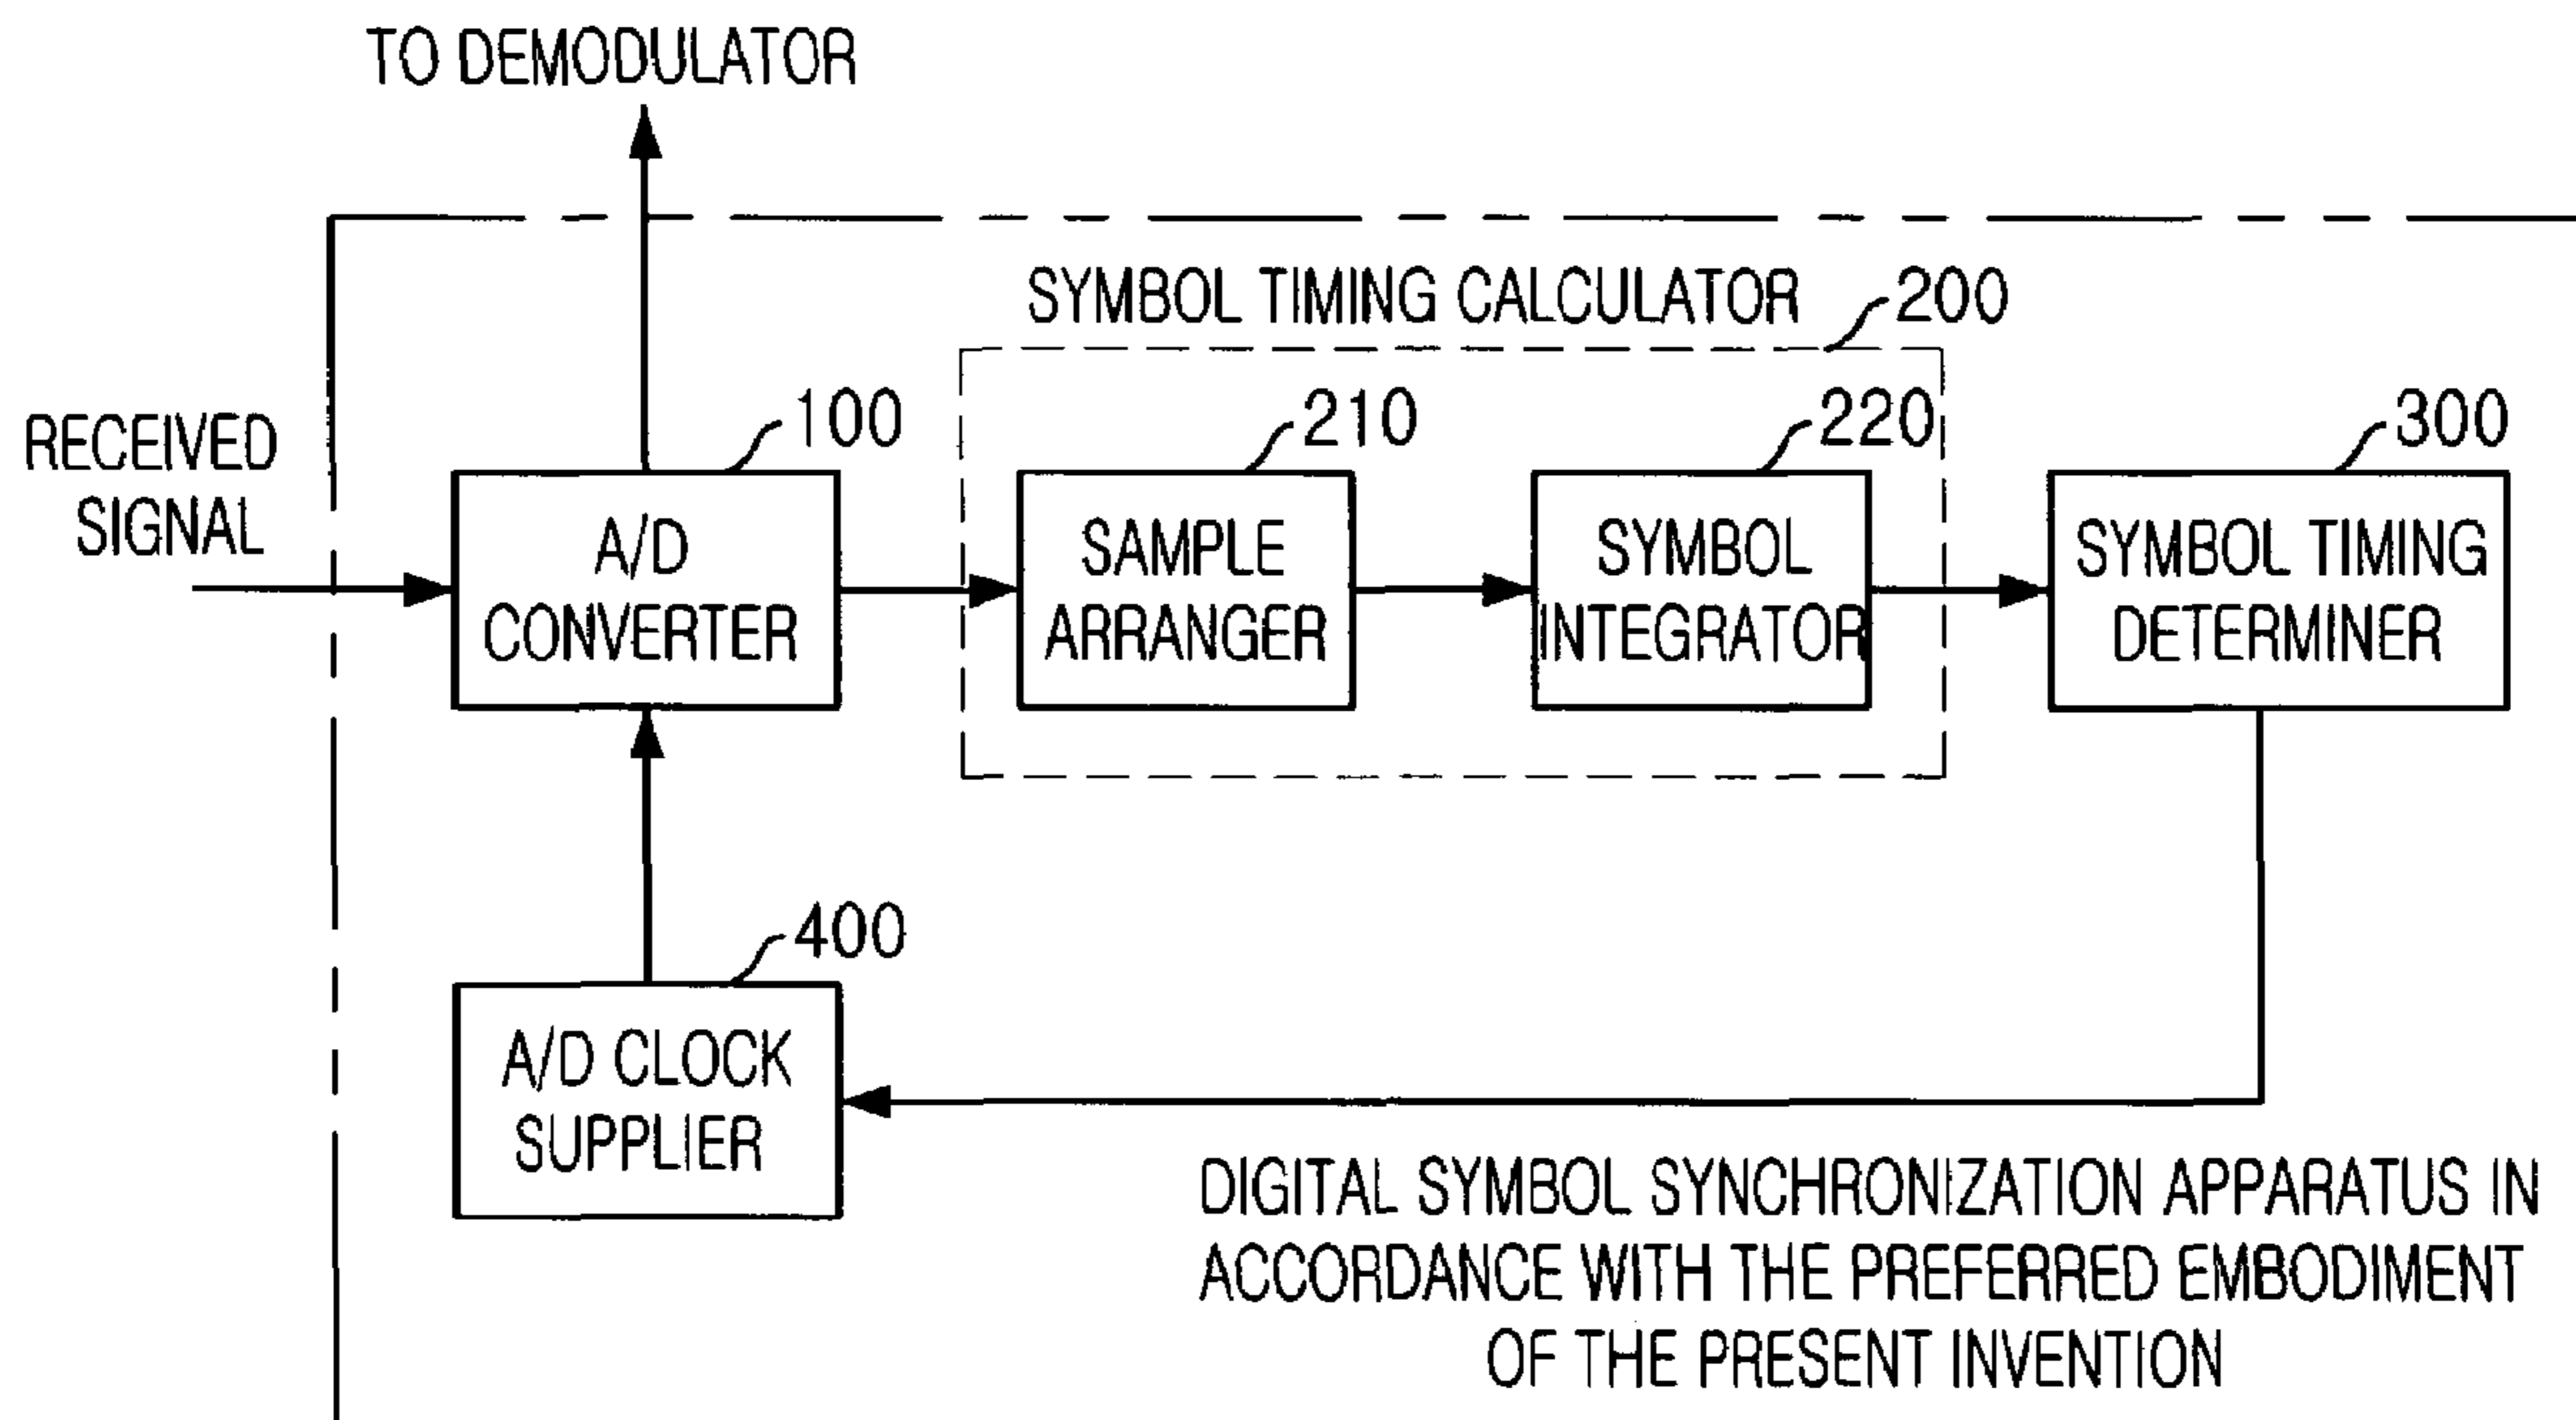 TO DEMODULATOR
SYMBOL TIMING CALCULATOR
200
RECEIVED
SIGNAL
100
210
220
300
A/D
CONVERTER
SAMPLE
ARRANGER
SYMBOL
INTEGRATOR
SYMBOL TIMING
DETERMINER
400
A/D CLOCK
SUPPLIER
DIGITAL SYMBOL SYNCHRONIZATION APPARATUS IN
ACCORDANCE WITH THE PREFERRED EMBODIMENT
OF THE PRESENT INVENTION